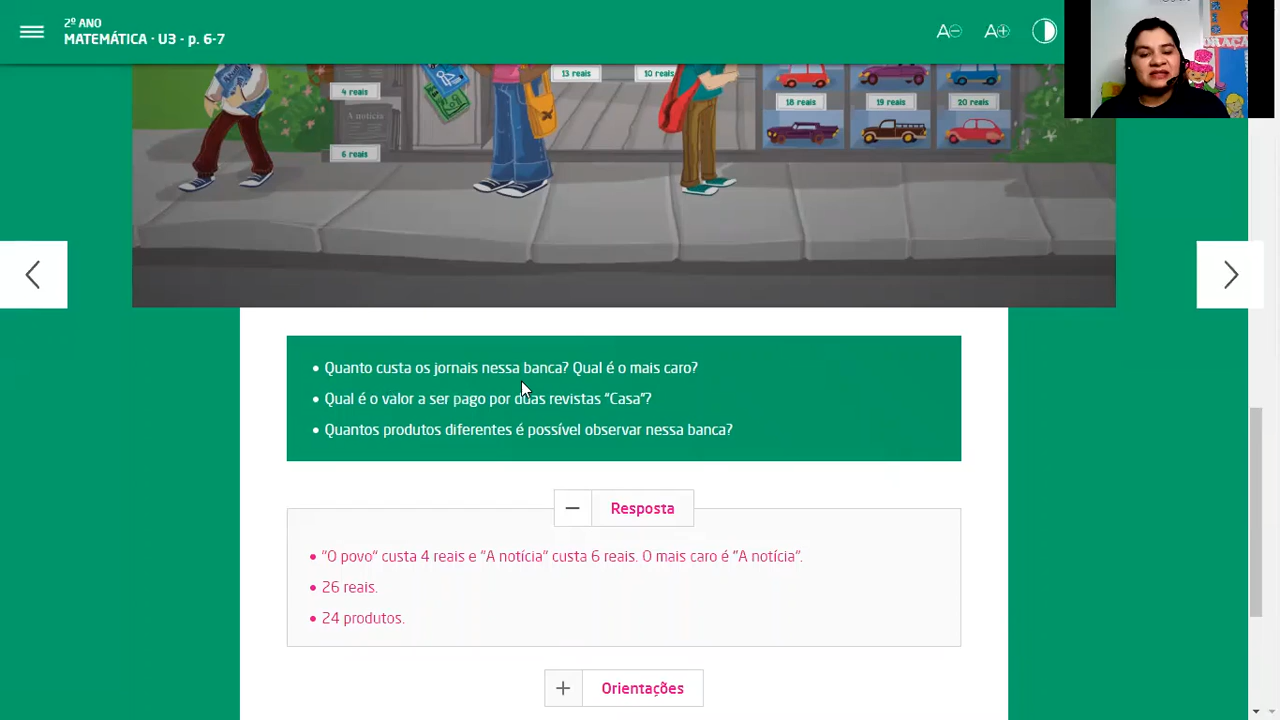 2º ANO
MATEMÁTICA · U3 - p. 6-7
A-
A+
13 reais
10 reais
4 reais
A notícia
6 reais
18 reais
19 reais
20 reais
• Quanto custa os jornais nessa banca? Qual é o mais caro?
• Qual é o valor a ser pago por duas revistas "Casa"?
• Quantos produtos diferentes é possível observar nessa banca?
Resposta
• "O povo" custa 4 reais e "A notícia" custa 6 reais. O mais caro é "A notícia".
• 26 reais.
• 24 produtos.
Orientações